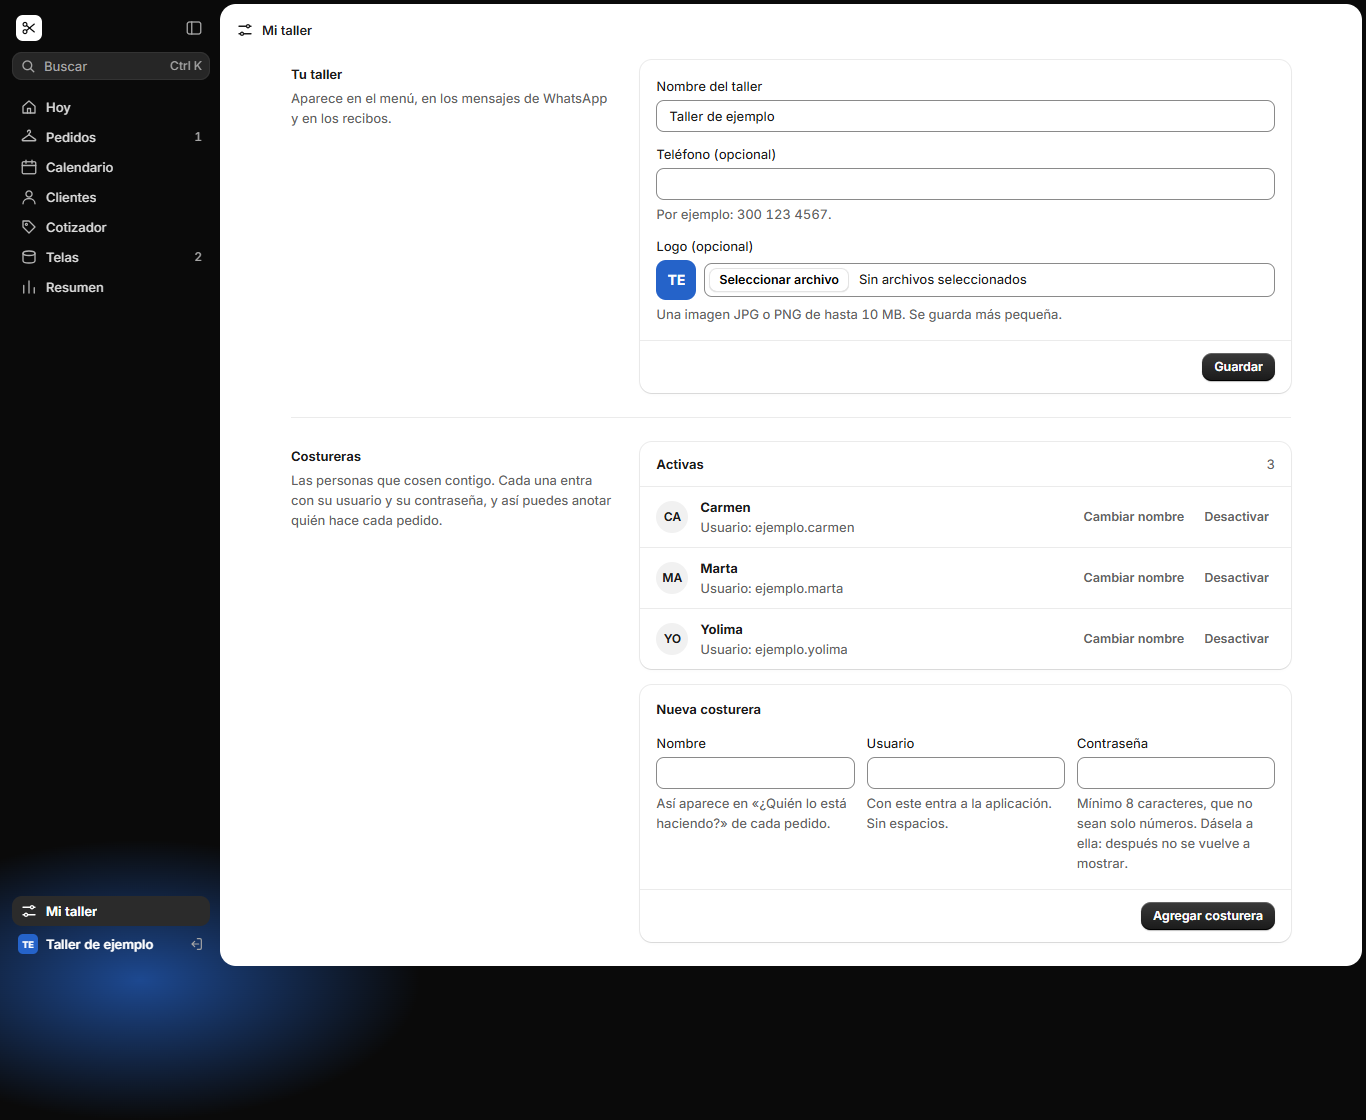 Buscar Ctrl K
Hoy
Pedidos 1
Calendario
Clientes
Cotizador
Telas 2
Resumen
Mi taller
TE Taller de ejemplo
Mi taller
Tu taller
Aparece en el menú, en los mensajes de WhatsApp
y en los recibos.
Nombre del taller
Taller de ejemplo
Teléfono (opcional)
Por ejemplo: 300 123 4567.
Logo (opcional)
TE Seleccionar archivo Sin archivos seleccionados
Una imagen JPG o PNG de hasta 10 MB. Se guarda más pequeña.
Guardar
Costureras
Las personas que cosen contigo. Cada una entra
con su usuario y su contraseña, y así puedes anotar
quién hace cada pedido.
Activas 3
CA Carmen
Usuario: ejemplo.carmen
Cambiar nombre Desactivar
MA Marta
Usuario: ejemplo.marta
Cambiar nombre Desactivar
YO Yolima
Usuario: ejemplo.yolima
Cambiar nombre Desactivar
Nueva costurera
Nombre
Así aparece en «¿Quién lo está
haciendo?» de cada pedido.
Usuario
Con este entra a la aplicación.
Sin espacios.
Contraseña
Mínimo 8 caracteres, que no
sean solo números. Dásela a
ella: después no se vuelve a
mostrar.
Agregar costurera